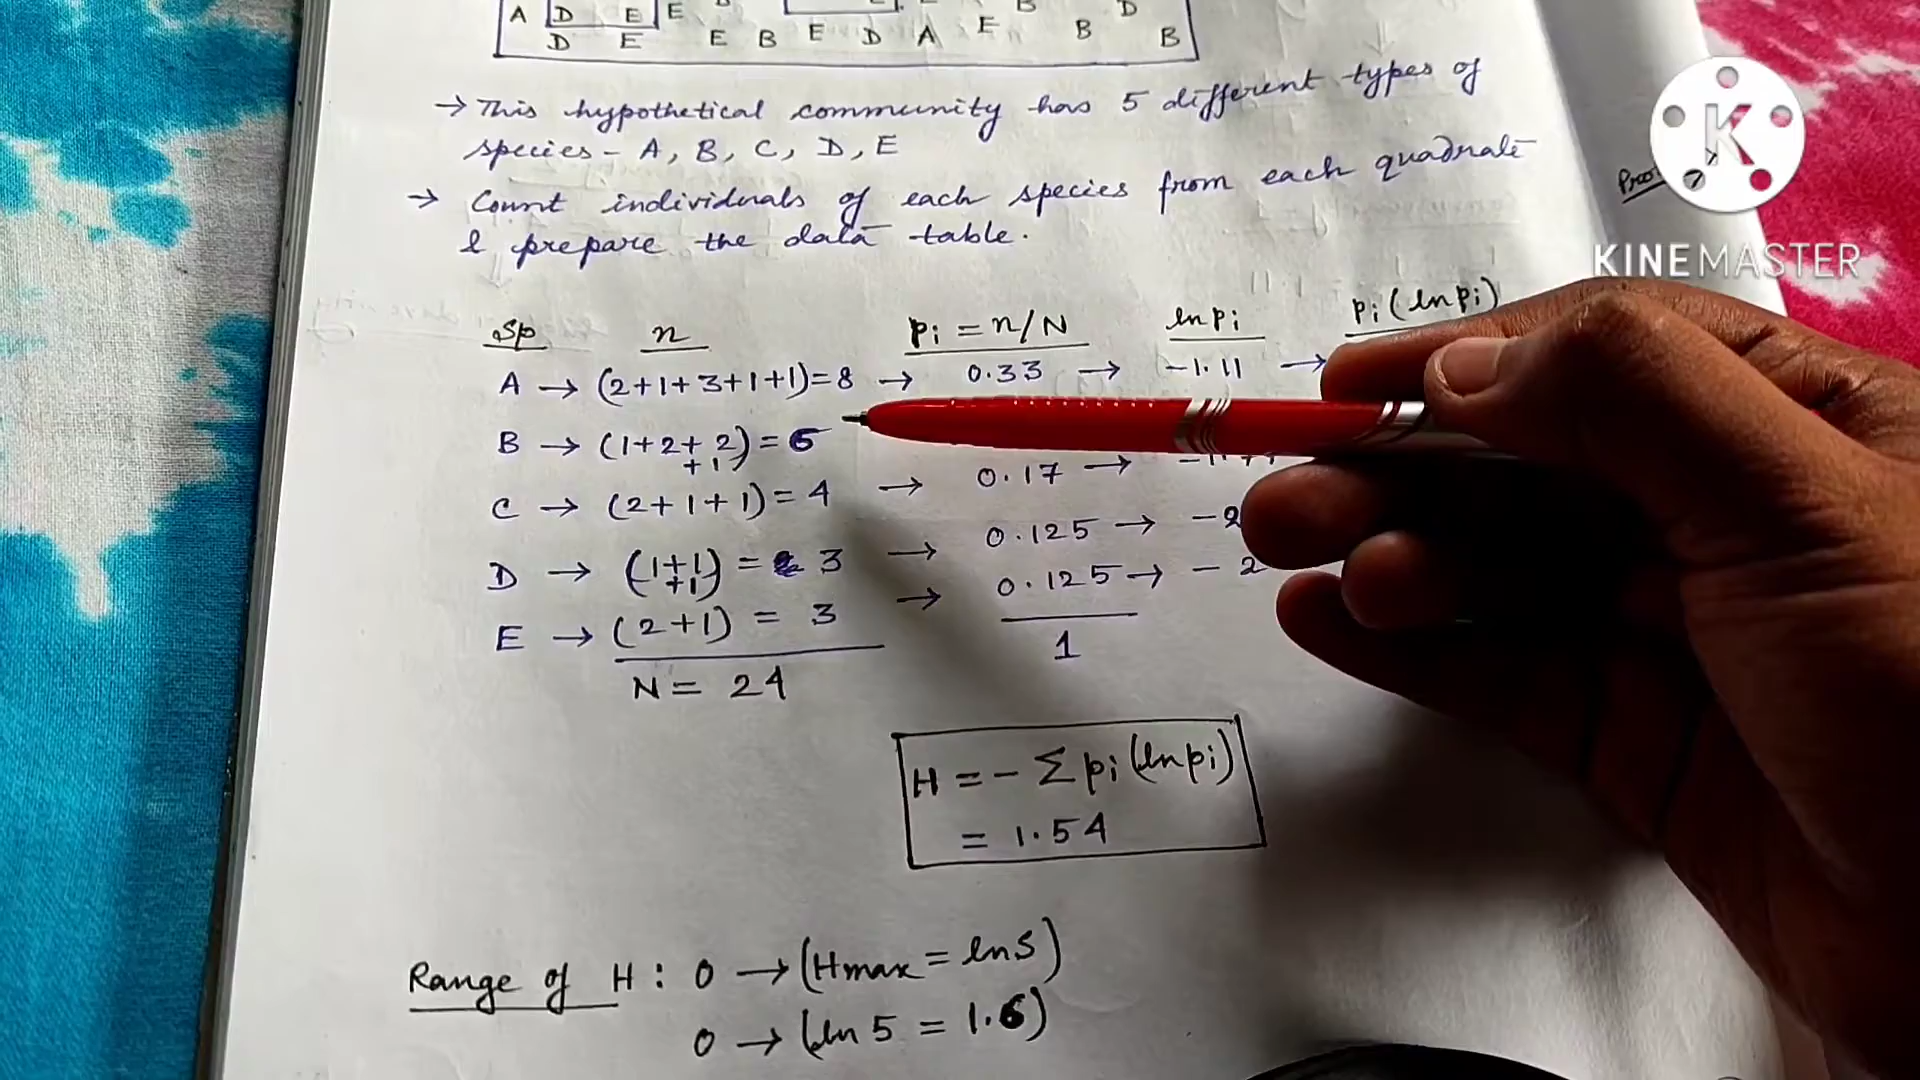 A D E E B D
D E E B E D A E B B
→ This hypothetical community has 5 different types of
species - A, B, C, D, E
→ Count individuals of each species from each quadrate
& prepare the data table.
Sp n pi = n/N ln pi pi (ln pi)
A → (2+1+3+1+1)=8 → 0.33 → -1.11 →
B → (1+2+2+1) = 6
C → (2+1+1) = 4 → 0.17 →
D → (1+1+1) = 3 → 0.125 → -2
E → (2+1) = 3 → 0.125 → -2
N = 24 1
H = - Σ pi (ln pi)
= 1.54
Range of H : 0 → (Hmax = ln S)
0 → (ln 5 = 1.6)
K
KINEMASTER